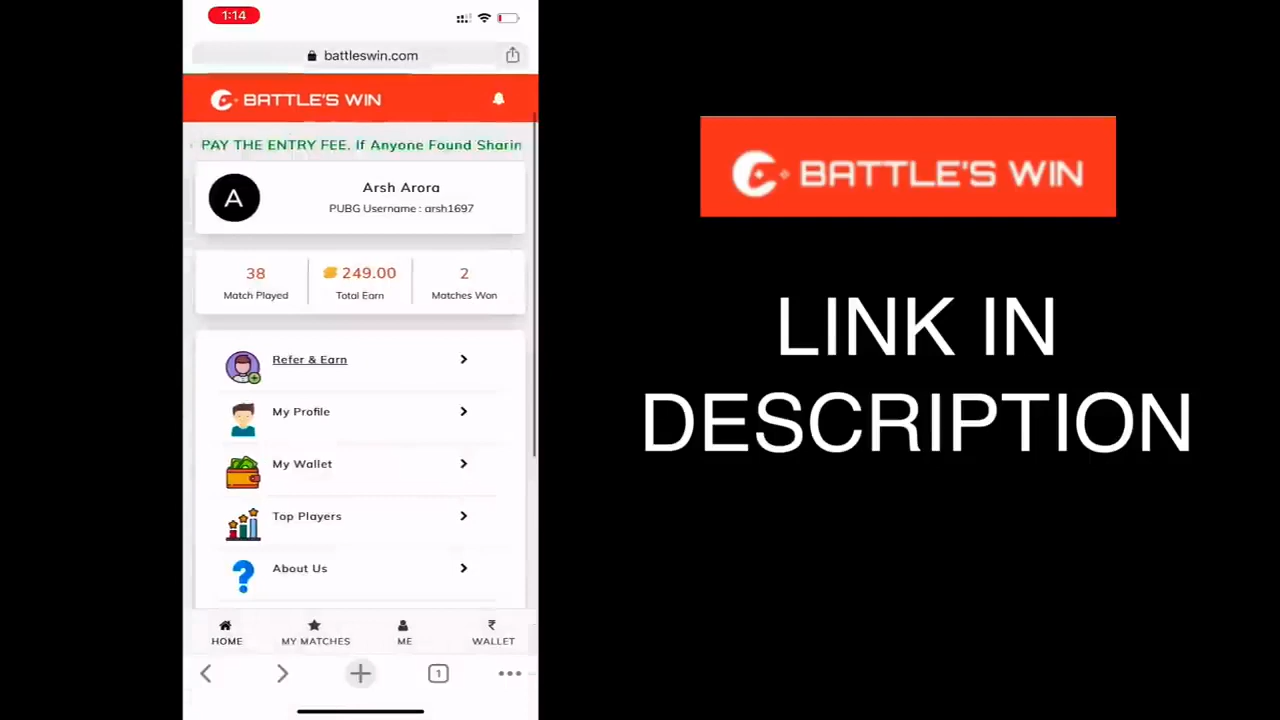 1:14
battleswin.com
BATTLE'S WIN
PAY THE ENTRY FEE. If Anyone Found Sharin
A
Arsh Arora
PUBG Username : arsh1697
38
249.00
2
Match Played
Total Earn
Matches Won
Refer & Earn
My Profile
My Wallet
Top Players
About Us
HOME
MY MATCHES
ME
₹
WALLET
1
BATTLE'S WIN
LINK IN
DESCRIPTION